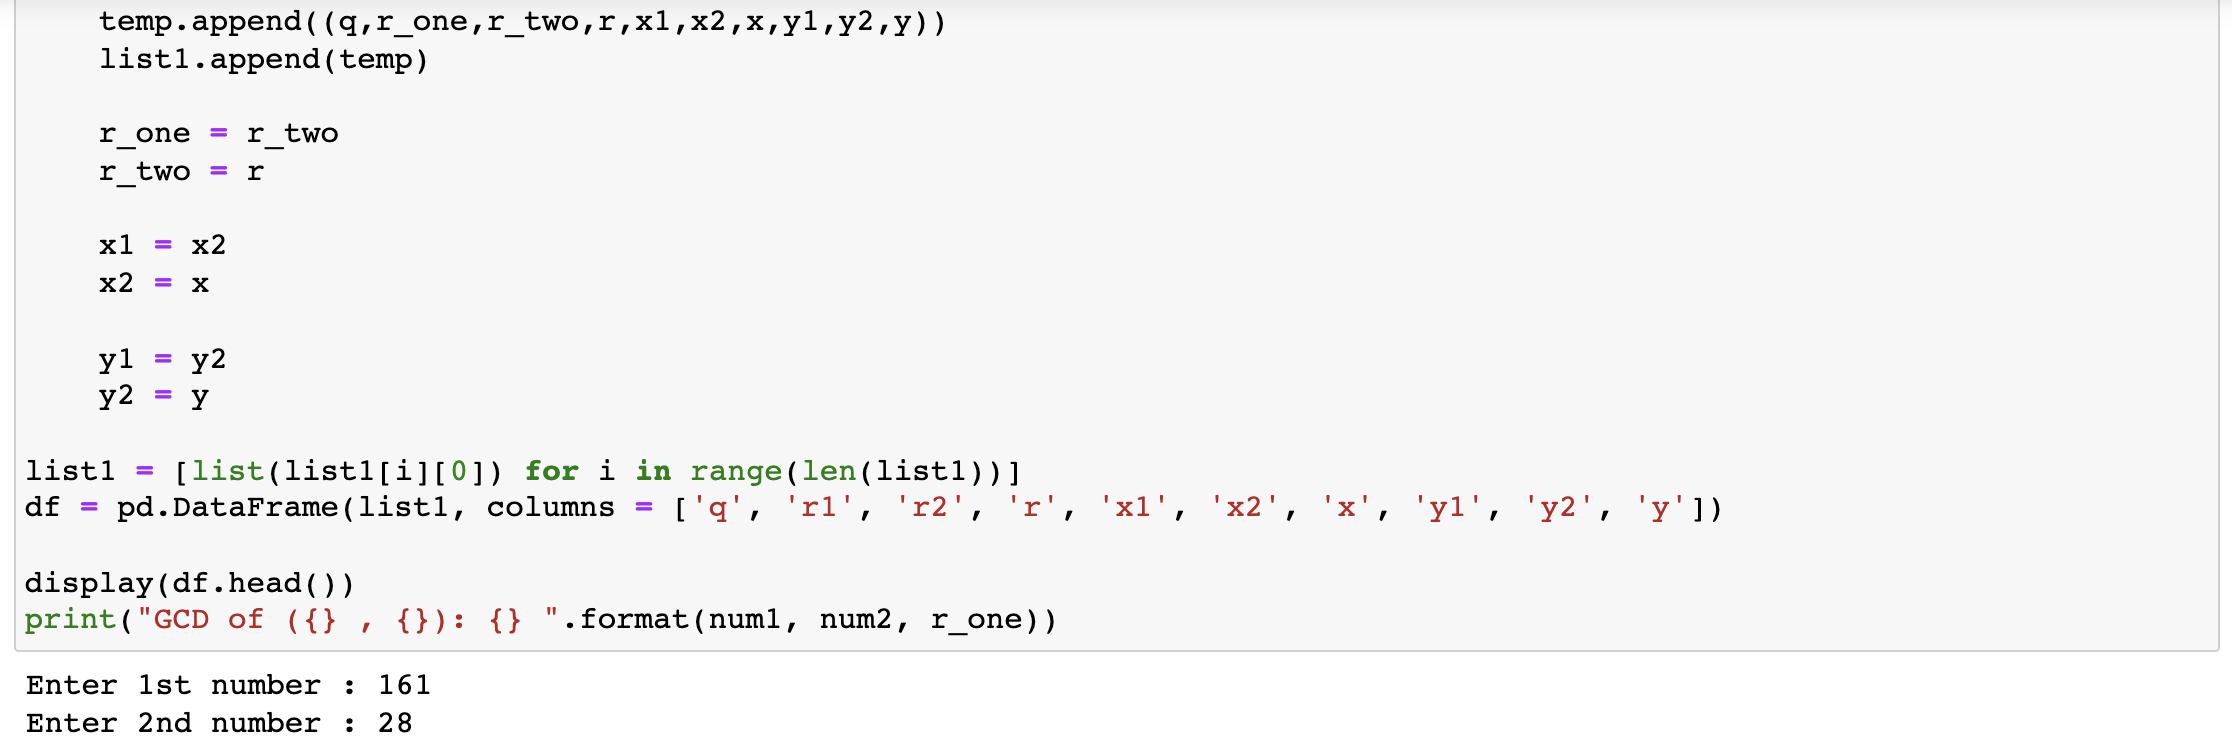 temp.append((q,r_one,r_two,r,x1,x2,x,y1,y2,y))
list1.append(temp)
r_one = r_two
r_two = r
x1 = x2
x2 = x
y1 = y2
y2 = y
list1 = [list(list1[i][0]) for i in range(len(list1))]
df = pd.DataFrame(list1, columns = ['q', 'r1', 'r2', 'r', 'x1', 'x2', 'x', 'y1', 'y2', 'y'])
display(df.head())
print("GCD of ({} , {}): {} ".format(num1, num2, r_one))
Enter 1st number : 161
Enter 2nd number : 28